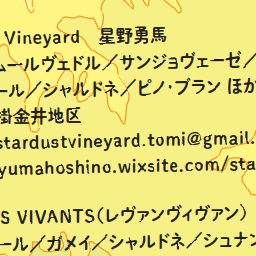 Vineyard 星野勇馬
ムールヴェドル／サンジョヴェーゼ／
ール／シャルドネ／ピノ・ブラン ほか
掛金井地区
stardustvineyard.tomi@gmail.
yumahoshino.wixsite.com/sta
S VIVANTS(レヴァンヴィヴァン)
ール／ガメイ／シャルドネ／シュナン